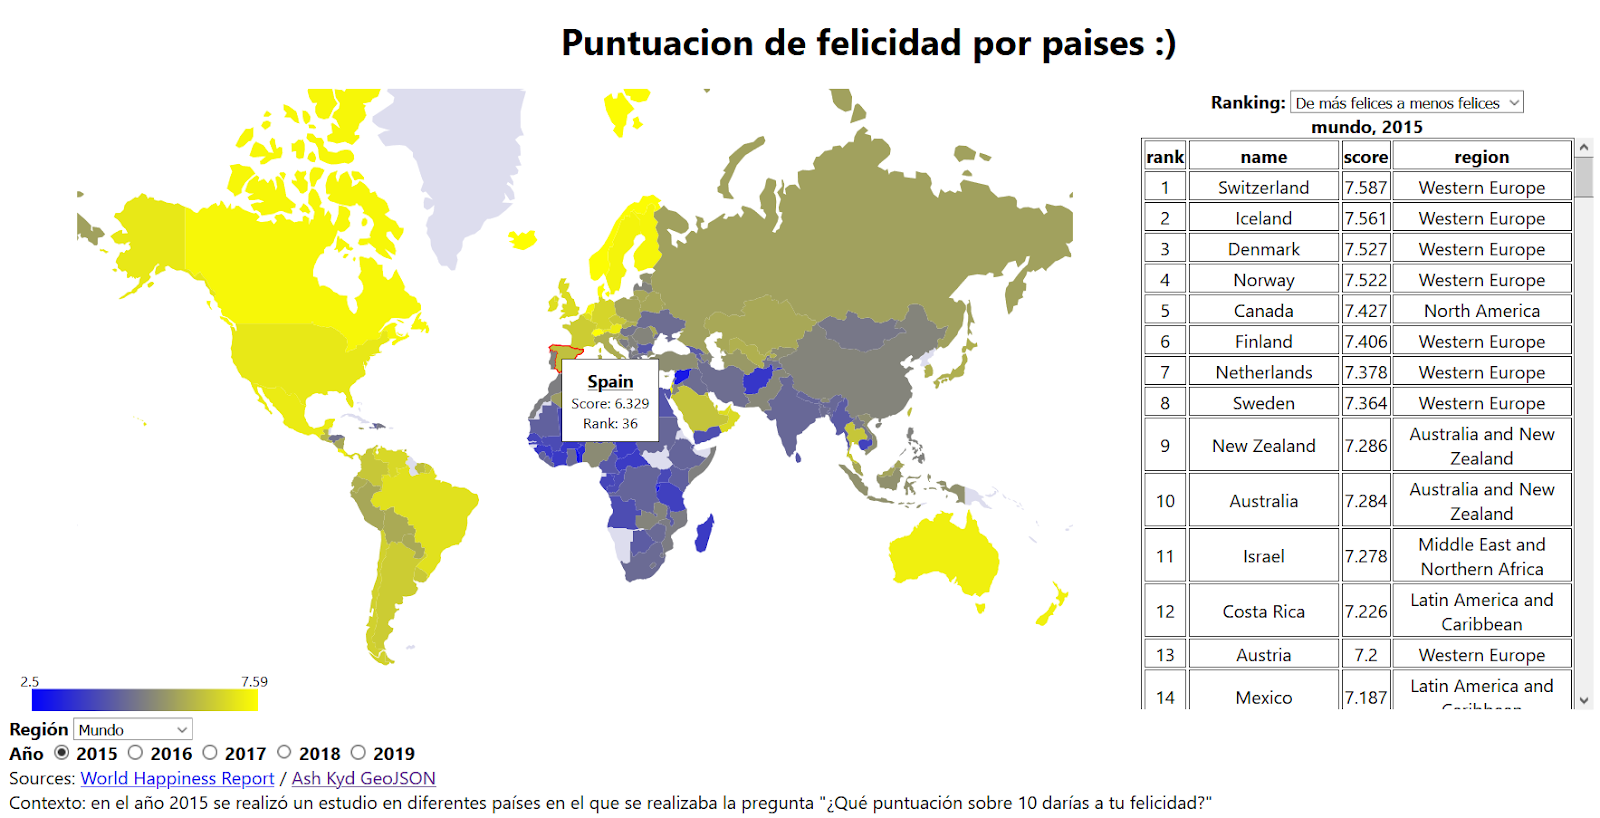 Puntuacion de felicidad por paises :)
Ranking: De más felices a menos felices
mundo, 2015
rank name score region
1 Switzerland 7.587 Western Europe
2 Iceland 7.561 Western Europe
3 Denmark 7.527 Western Europe
4 Norway 7.522 Western Europe
5 Canada 7.427 North America
6 Finland 7.406 Western Europe
7 Netherlands 7.378 Western Europe
8 Sweden 7.364 Western Europe
9 New Zealand 7.286 Australia and New
Zealand
10 Australia 7.284 Australia and New
Zealand
11 Israel 7.278 Middle East and
Northern Africa
12 Costa Rica 7.226 Latin America and
Caribbean
13 Austria 7.2 Western Europe
14 Mexico 7.187 Latin America and
Caribbean
Spain
Score: 6.329
Rank: 36
2.5 7.59
Región Mundo
Año 2015 2016 2017 2018 2019
Sources: World Happiness Report / Ash Kyd GeoJSON
Contexto: en el año 2015 se realizó un estudio en diferentes países en el que se realizaba la pregunta "¿Qué puntuación sobre 10 darías a tu felicidad?"